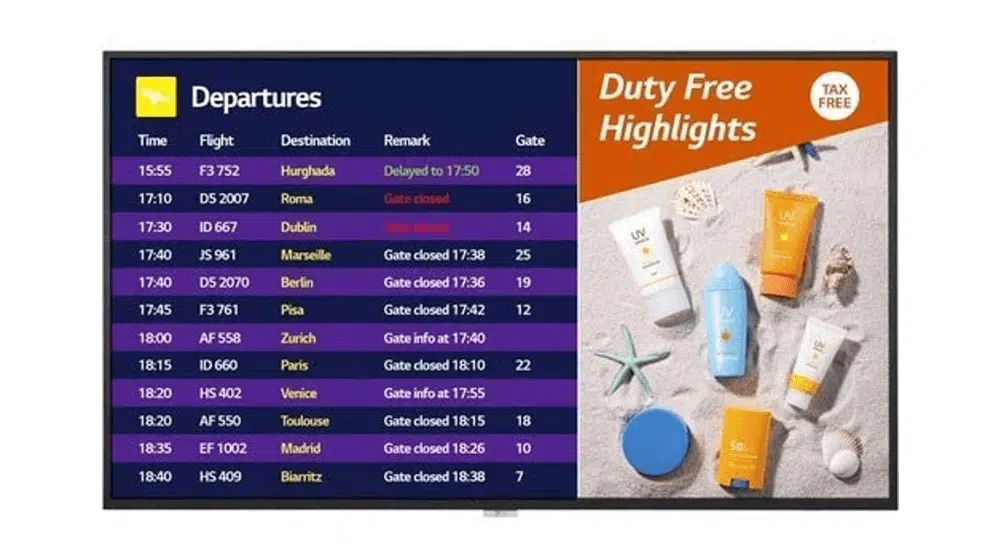 Departures
Time Flight Destination Remark Gate
15:55 F3 752 Hurghada Delayed to 17:50 28
17:10 D5 2007 Roma Gate closed 16
17:30 ID 667 Dublin 14
17:40 JS 961 Marseille Gate closed 17:38 25
17:40 D5 2070 Berlin Gate closed 17:36 19
17:45 F3 761 Pisa Gate closed 17:42 12
18:00 AF 558 Zurich Gate info at 17:40
18:15 ID 660 Paris Gate closed 18:10 22
18:20 HS 402 Venice Gate info at 17:55
18:20 AF 550 Toulouse Gate closed 18:15 18
18:35 EF 1002 Madrid Gate closed 18:26 10
18:40 HS 409 Biarritz Gate closed 18:38 7
Duty Free
Highlights
TAX
FREE
UV
UV
UV
UV